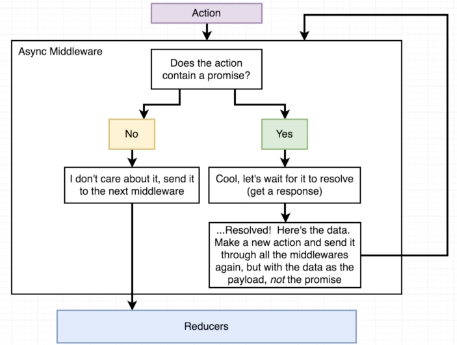 Action
Async Middleware
Does the action
contain a promise?
No
Yes
I don't care about it, send it
to the next middleware
Cool, let's wait for it to resolve
(get a response)
...Resolved! Here's the data.
Make a new action and send it
through all the middlewares
again, but with the data as the
payload, not the promise
Reducers